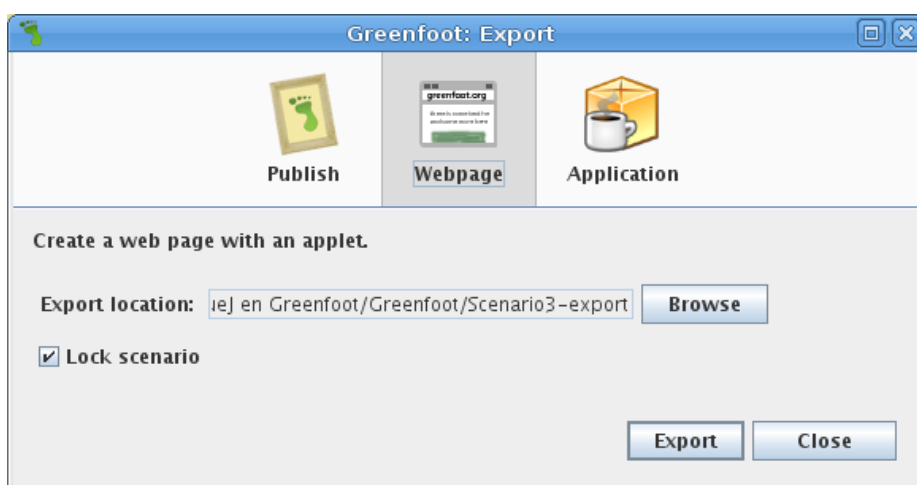 Greenfoot: Export
greenfoot.org
Publish
Webpage
Application
Create a web page with an applet.
Export location: ueJ en Greenfoot/Greenfoot/Scenario3-export Browse
Lock scenario
Export Close